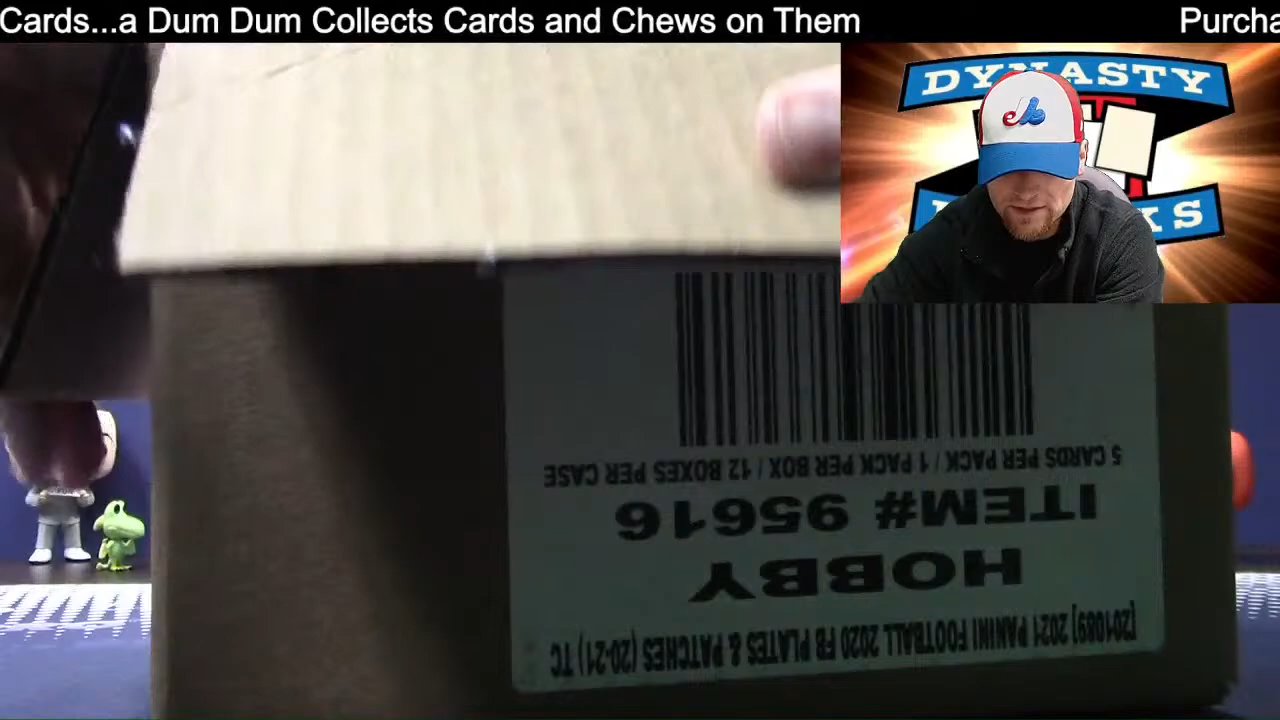 Cards...a Dum Dum Collects Cards and Chews on Them Purcha
DYNASTY
KS
5 CARDS PER PACK / 1 PACK PER BOX / 12 BOXES PER CASE
ITEM# 95616
HOBBY
[201089] 2021 PANINI FOOTBALL 2020 FB PLATES & PATCHES (20-21) TC